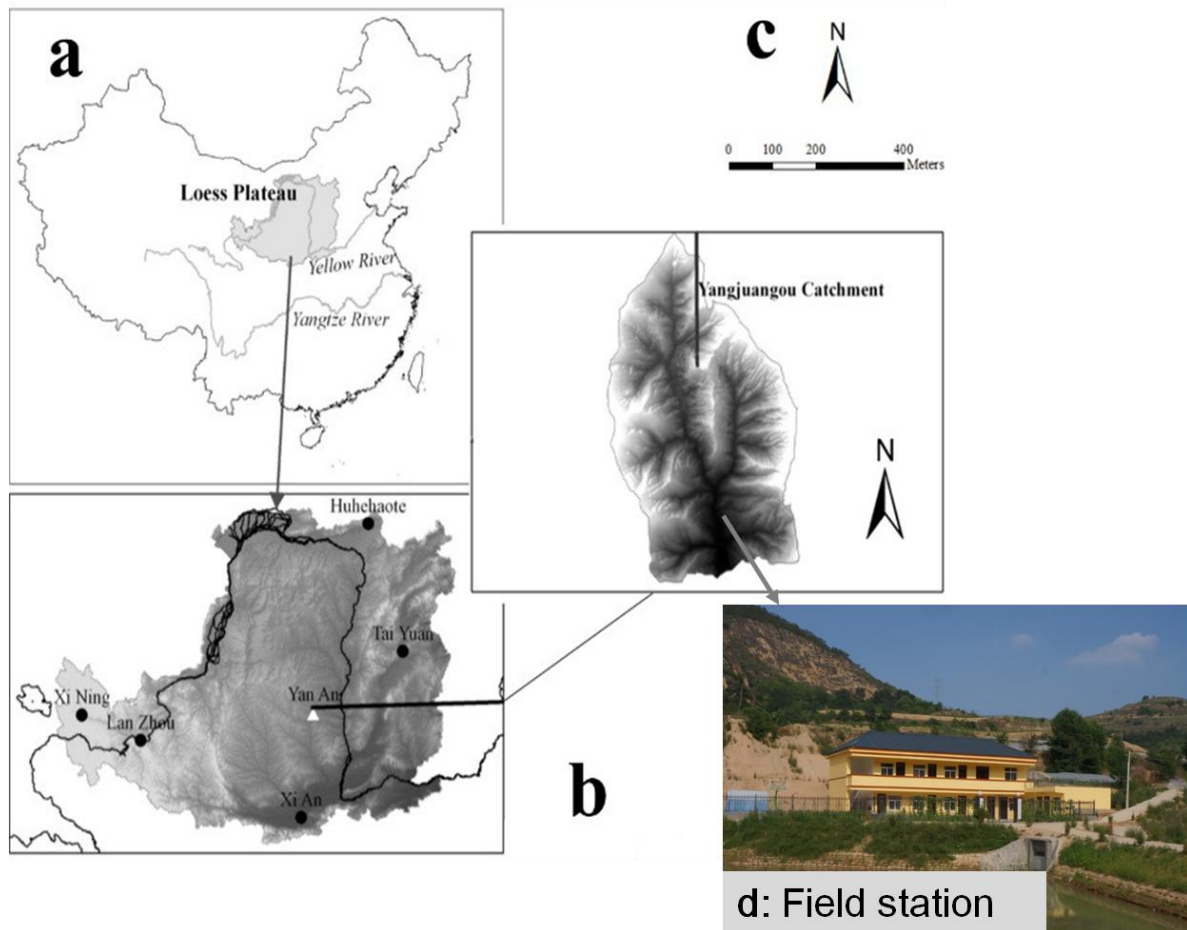 a
Loess Plateau
Yellow River
Yangtze River
c
N
0 100 200 400
Meters
Yangjuangou Catchment
N
Huhehaote
Tai Yuan
Yan An
Xi Ning
Lan Zhou
Xi An
b
d: Field station